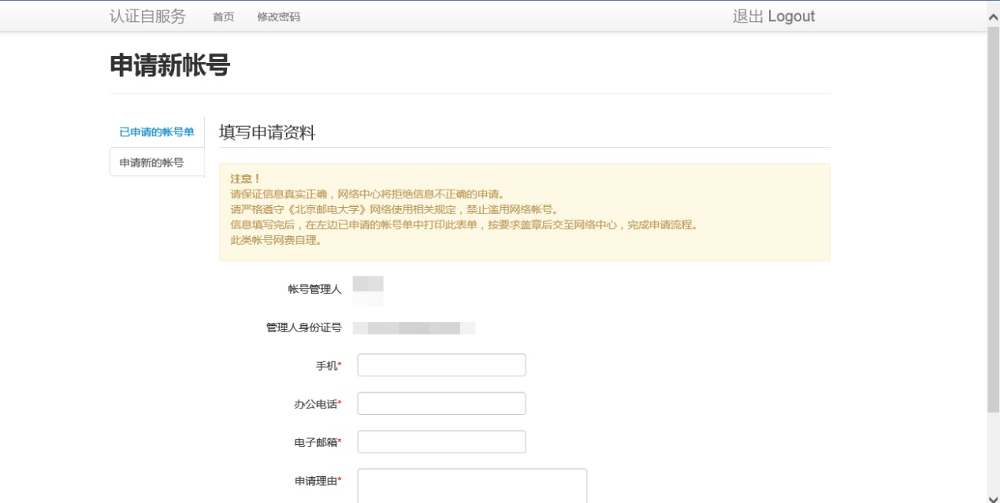 认证自服务 首页 修改密码 退出 Logout
申请新帐号
已申请的帐号单
申请新的帐号
填写申请资料
注意！
请保证信息真实正确，网络中心将拒绝信息不正确的申请。
请严格遵守《北京邮电大学》网络使用相关规定，禁止滥用网络帐号。
信息填写完后，在左边已申请的帐号单中打印此表单，按要求盖章后交至网络中心，完成申请流程。
此类帐号网费自理。
帐号管理人
管理人身份证号
手机*
办公电话*
电子邮箱*
申请理由*